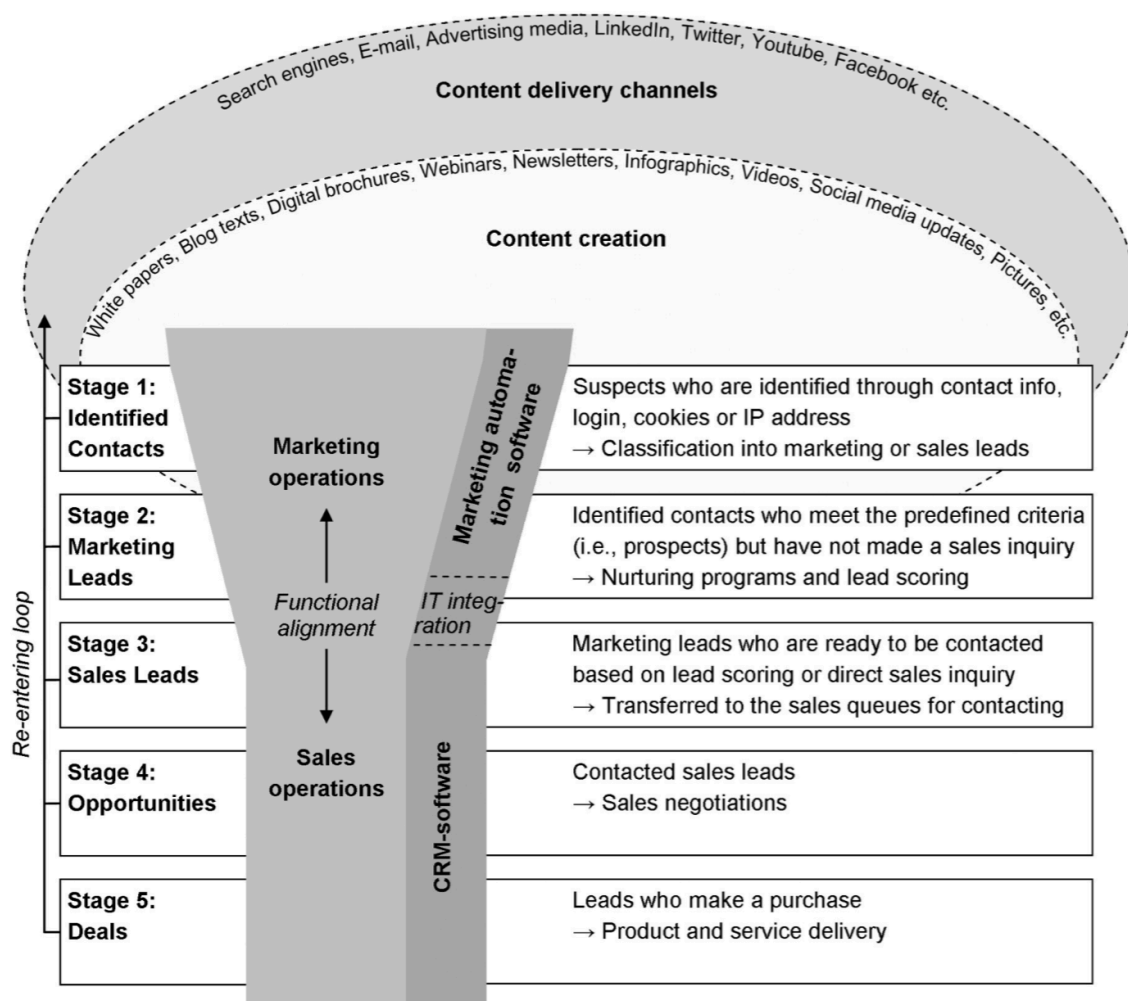 Search engines, E-mail, Advertising media, LinkedIn, Twitter, Youtube, Facebook etc.
Content delivery channels
White papers, Blog texts, Digital brochures, Webinars, Newsletters, Infographics, Videos, Social media updates, Pictures, etc.
Content creation
Re-entering loop
Stage 1:
Identified
Contacts
Marketing
operations
Marketing automa-
tion software
Suspects who are identified through contact info,
login, cookies or IP address
→ Classification into marketing or sales leads
Stage 2:
Marketing
Leads
Functional
alignment
IT integ-
ration
Identified contacts who meet the predefined criteria
(i.e., prospects) but have not made a sales inquiry
→ Nurturing programs and lead scoring
Stage 3:
Sales Leads
Marketing leads who are ready to be contacted
based on lead scoring or direct sales inquiry
→ Transferred to the sales queues for contacting
Stage 4:
Opportunities
Sales
operations
CRM-software
Contacted sales leads
→ Sales negotiations
Stage 5:
Deals
Leads who make a purchase
→ Product and service delivery